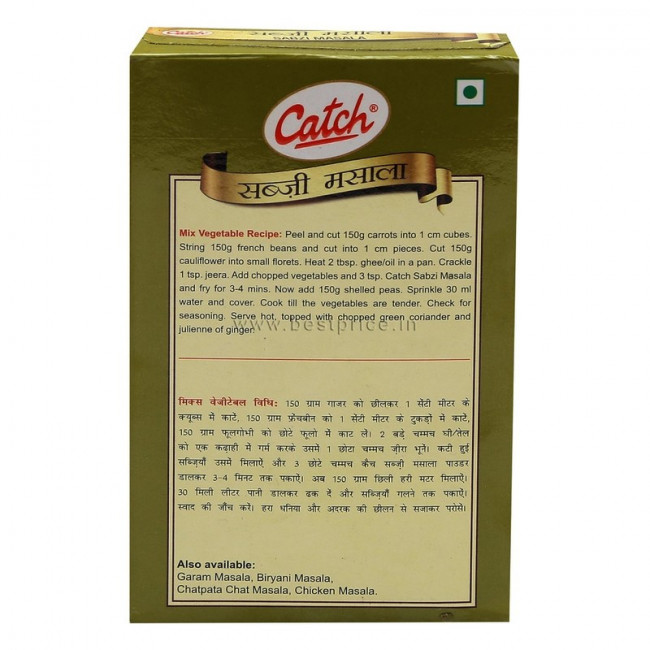 Catch
सब्ज़ी मसाला
SABZI MASALA
Catch®
सब्ज़ी मसाला
Mix Vegetable Recipe: Peel and cut 150g carrots into 1 cm cubes.
String 150g french beans and cut into 1 cm pieces. Cut 150g
cauliflower into small florets. Heat 2 tbsp. ghee/oil in a pan. Crackle
1 tsp. jeera. Add chopped vegetables and 3 tsp. Catch Sabzi Masala
and fry for 3-4 mins. Now add 150g shelled peas. Sprinkle 30 ml
water and cover. Cook till the vegetables are tender. Check for
seasoning. Serve hot, topped with chopped green coriander and
www.bestprice.in
julienne of ginger.
मिक्स वेजीटेबल विधि: 150 ग्राम गाजर को छीलकर 1 सेंटी मीटर के
क्यूब्स में काटें, 150 ग्राम फ्रेंचबीन को 1 सेंटी मीटर के टुकड़ों में काटें,
150 ग्राम फूलगोभी को छोटे फूलो में काट लें। 2 बड़े चम्मच घी/तेल
को एक कढ़ाही में गर्म करके उसमें 1 छोटा चम्मच ज़ीरा भूनें। कटी हुई
सब्ज़ियाँ उसमें मिलाऐं और 3 छोटे चम्मच कैच सब्ज़ी मसाला पाउडर
डालकर 3-4 मिनट तक पकाऐं। अब 150 ग्राम छिली हरी मटर मिलाऐं।
30 मिली लीटर पानी डालकर ढक दें और सब्ज़ियाँ गलने तक पकाऐं।
स्वाद की जाँच करें। हरा धनिया और अदरक की छीलन से सजाकर परोसें।
Also available:
Garam Masala, Biryani Masala,
Chatpata Chat Masala, Chicken Masala.